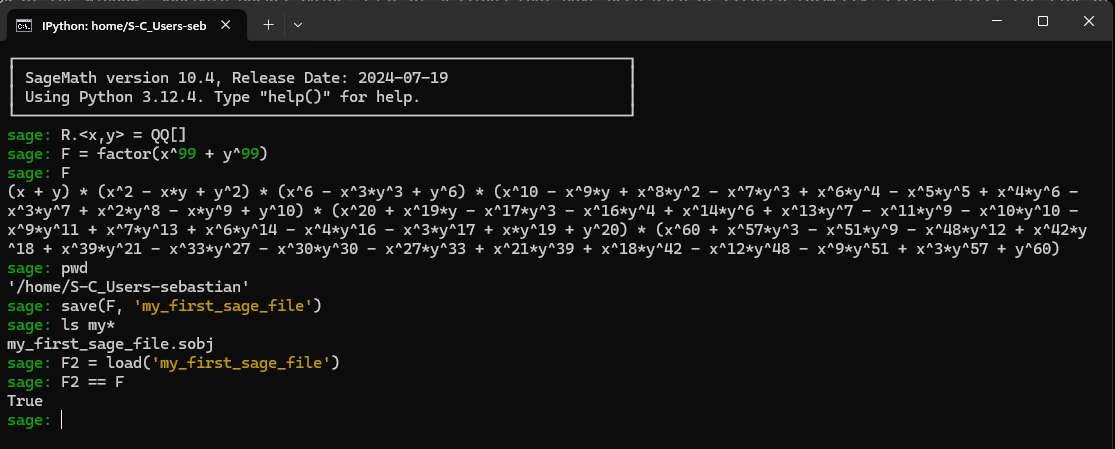 IPython: home/S-C_Users-seb
SageMath version 10.4, Release Date: 2024-07-19
Using Python 3.12.4. Type "help()" for help.
sage: R.<x,y> = QQ[]
sage: F = factor(x^99 + y^99)
sage: F
(x + y) * (x^2 - x*y + y^2) * (x^6 - x^3*y^3 + y^6) * (x^10 - x^9*y + x^8*y^2 - x^7*y^3 + x^6*y^4 - x^5*y^5 + x^4*y^6 -
x^3*y^7 + x^2*y^8 - x*y^9 + y^10) * (x^20 + x^19*y - x^17*y^3 - x^16*y^4 + x^14*y^6 + x^13*y^7 - x^11*y^9 - x^10*y^10 -
x^9*y^11 + x^7*y^13 + x^6*y^14 - x^4*y^16 - x^3*y^17 + x*y^19 + y^20) * (x^60 + x^57*y^3 - x^51*y^9 - x^48*y^12 + x^42*y
^18 + x^39*y^21 - x^33*y^27 - x^30*y^30 - x^27*y^33 + x^21*y^39 + x^18*y^42 - x^12*y^48 - x^9*y^51 + x^3*y^57 + y^60)
sage: pwd
'/home/S-C_Users-sebastian'
sage: save(F, 'my_first_sage_file')
sage: ls my*
my_first_sage_file.sobj
sage: F2 = load('my_first_sage_file')
sage: F2 == F
True
sage: